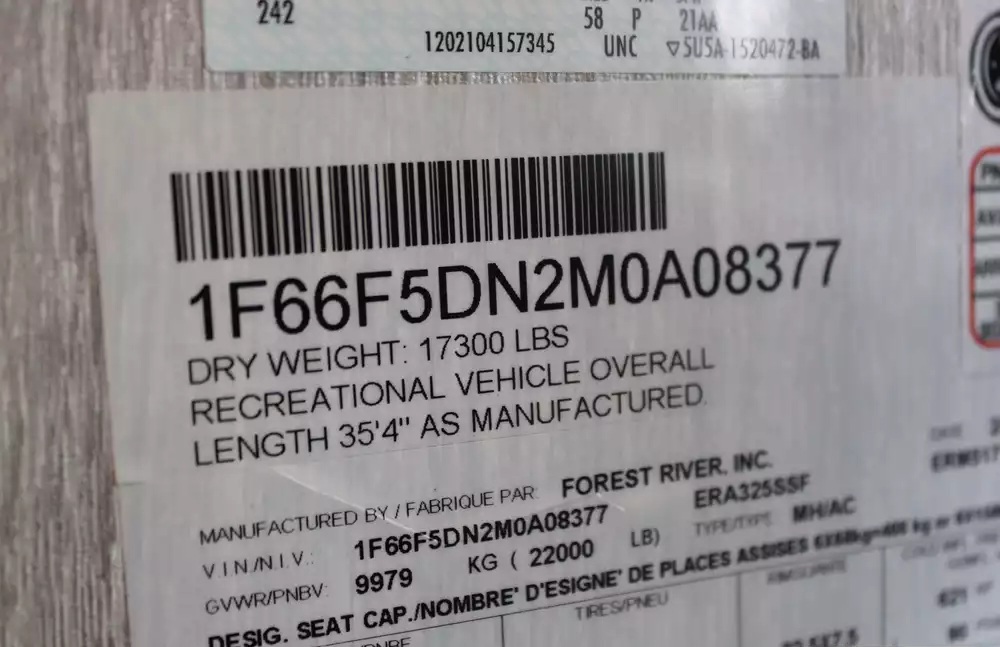 242
58 P 21AA
1202104157345 UNC ▽5U5A-1520472-BA
1F66F5DN2M0A08377
DRY WEIGHT: 17300 LBS
RECREATIONAL VEHICLE OVERALL
LENGTH 35'4" AS MANUFACTURED.
MANUFACTURED BY / FABRIQUE PAR: FOREST RIVER, INC.
V.I.N./N.I.V.: 1F66F5DN2M0A08377 ERA325SSF
GVWR/PNBV: 9979 KG ( 22000 LB) TYPE/TYPE MH/AC
DESIG. SEAT CAP./NOMBRE' D'ESIGNE' DE PLACES ASSISES
TIRES/PNEU
DATE